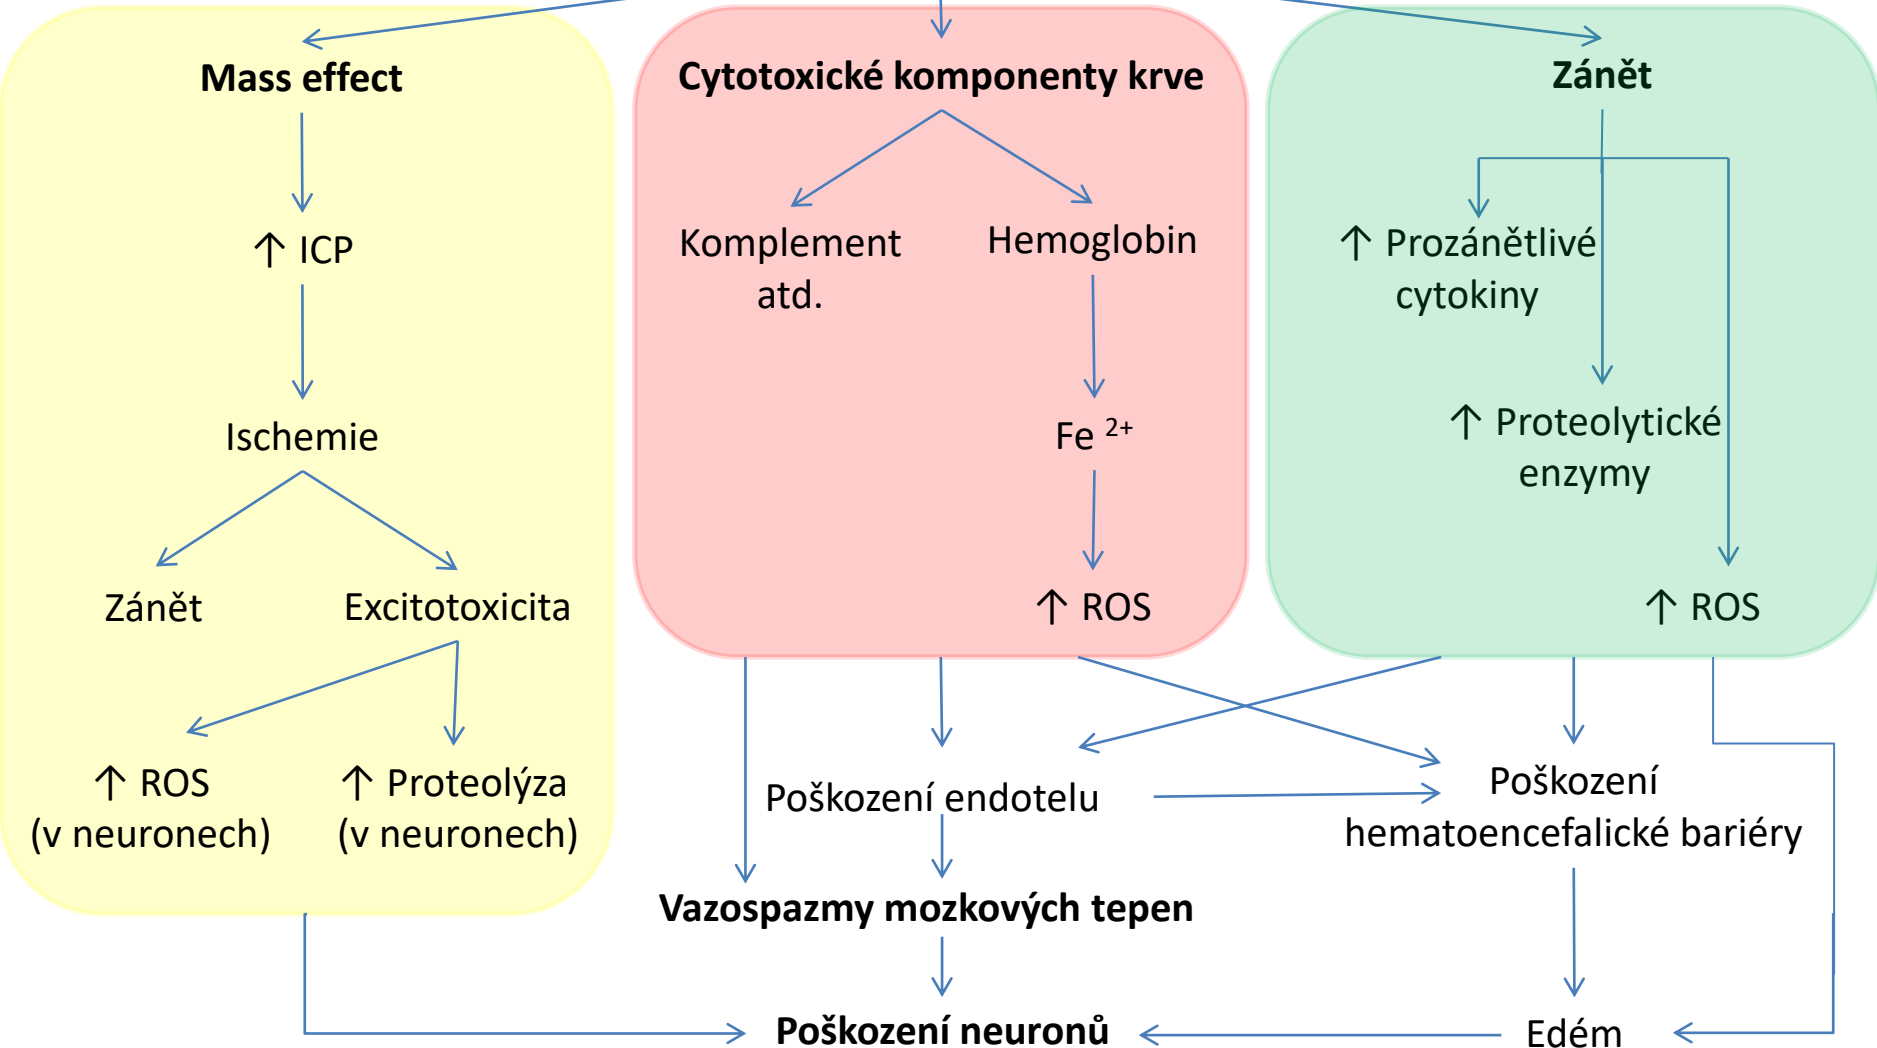 Mass effect
↑ ICP
Ischemie
Zánět
Excitotoxicita
↑ ROS
(v neuronech)
↑ Proteolýza
(v neuronech)
Cytotoxické komponenty krve
Komplement
atd.
Hemoglobin
Fe 2+
↑ ROS
Zánět
↑ Prozánětlivé
cytokiny
↑ Proteolytické
enzymy
↑ ROS
Poškození endotelu
Poškození
hematoencefalické bariéry
Vazospazmy mozkových tepen
Poškození neuronů
Edém